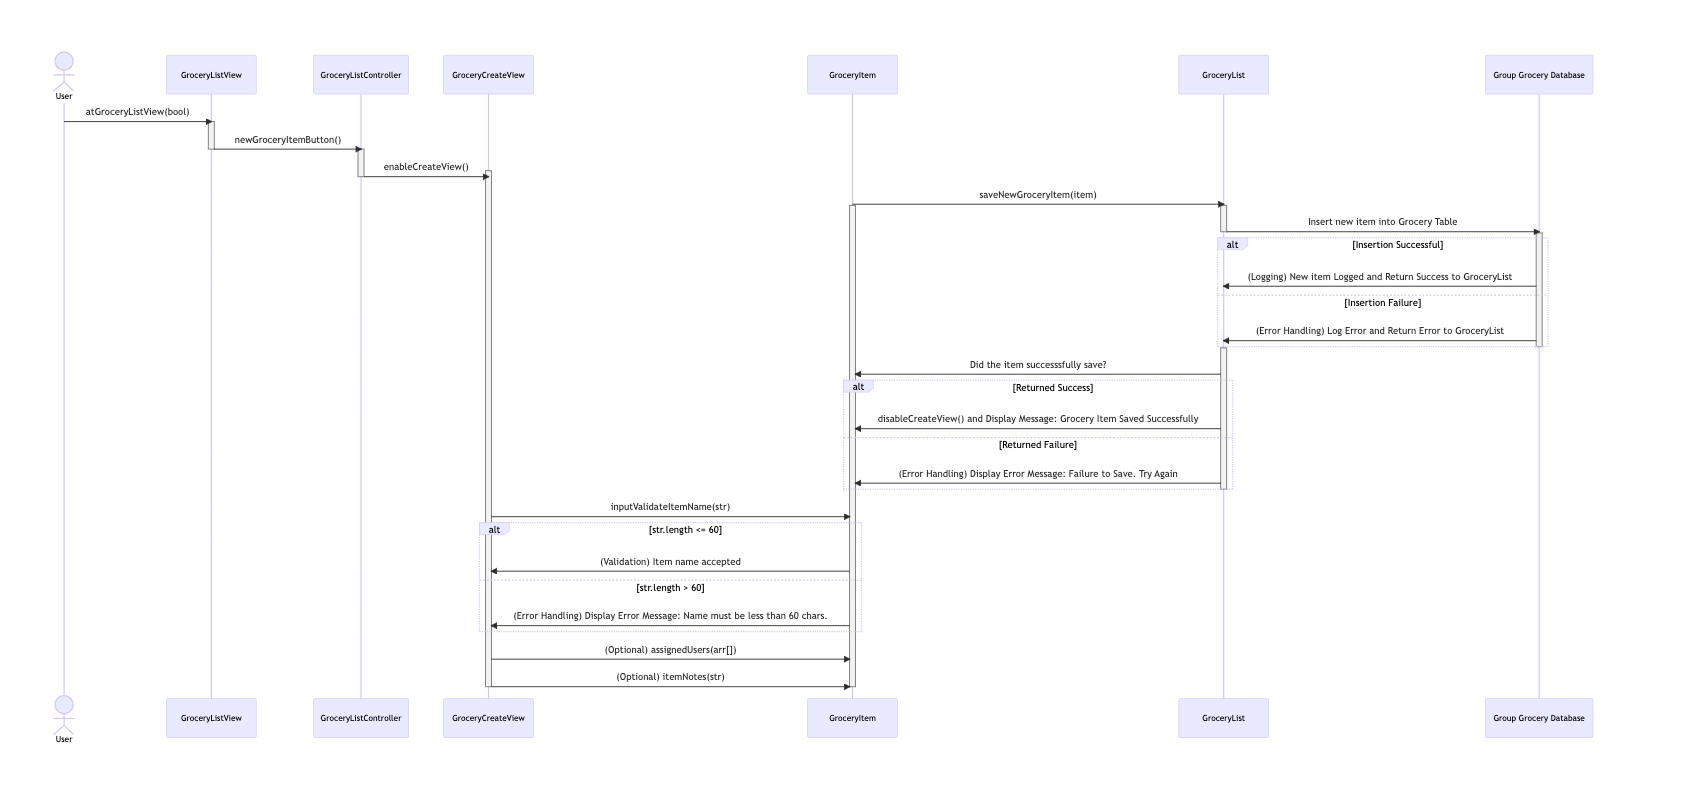 User
GroceryListView
GroceryListController
GroceryCreateView
GroceryItem
GroceryList
Group Grocery Database
atGroceryListView(bool)
newGroceryItemButton()
enableCreateView()
saveNewGroceryItem(item)
Insert new item into Grocery Table
alt
[Insertion Successful]
(Logging) New item Logged and Return Success to GroceryList
[Insertion Failure]
(Error Handling) Log Error and Return Error to GroceryList
Did the item successsfully save?
alt
[Returned Success]
disableCreateView() and Display Message: Grocery Item Saved Successfully
[Returned Failure]
(Error Handling) Display Error Message: Failure to Save. Try Again
inputValidateItemName(str)
alt
[str.length <= 60]
(Validation) Item name accepted
[str.length > 60]
(Error Handling) Display Error Message: Name must be less than 60 chars.
(Optional) assignedUsers(arr[])
(Optional) itemNotes(str)
User
GroceryListView
GroceryListController
GroceryCreateView
GroceryItem
GroceryList
Group Grocery Database